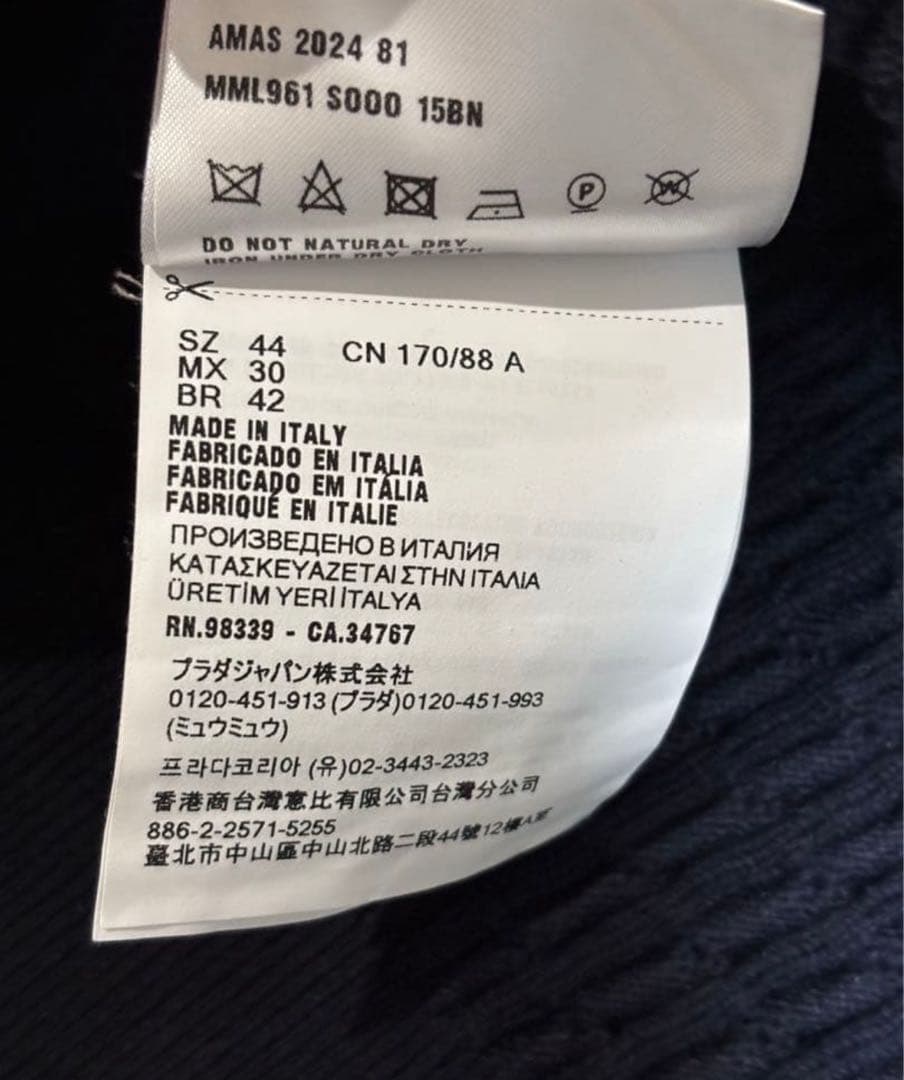 AMAS 2024 81
MML961 S000 15BN
P
W
DO NOT NATURAL DRY
IRON UNDER DRY CLOTH
SZ 44 CN 170/88 A
MX 30
BR 42
MADE IN ITALY
FABRICADO EN ITALIA
FABRICADO EM ITÁLIA
FABRIQUÉ EN ITALIE
ПРОИЗВЕДЕНО В ИТАЛИЯ
ΚΑΤΑΣΚΕΥΑΖΕΤΑΙ ΣΤΗΝ ΙΤΑΛΙΑ
ÜRETİM YERİ İTALYA
RN.98339 - CA.34767
プラダジャパン株式会社
0120-451-913 (プラダ)0120-451-993
(ミュウミュウ)
프라다코리아 (유)02-3443-2323
香港商台灣意比有限公司台灣分公司
886-2-2571-5255
臺北市中山區中山北路二段44號12樓A室